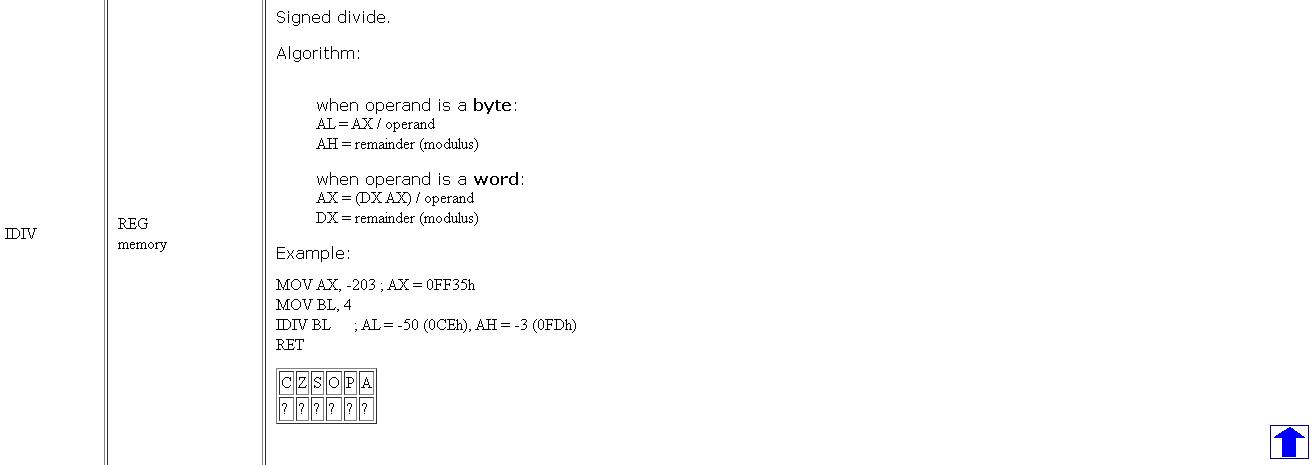 IDIV
REG
memory
Signed divide.
Algorithm:
when operand is a byte:
AL = AX / operand
AH = remainder (modulus)
when operand is a word:
AX = (DX AX) / operand
DX = remainder (modulus)
Example:
MOV AX, -203 ; AX = 0FF35h
MOV BL, 4
IDIV BL ; AL = -50 (0CEh), AH = -3 (0FDh)
RET
C Z S O P A
? ? ? ? ? ?